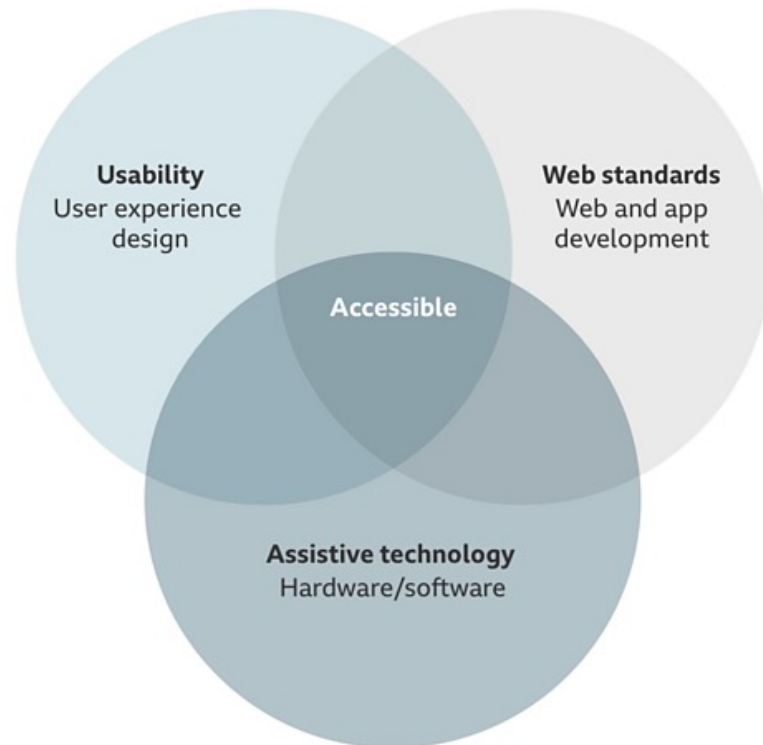 Usability
User experience
design
Web standards
Web and app
development
Accessible
Assistive technology
Hardware/software